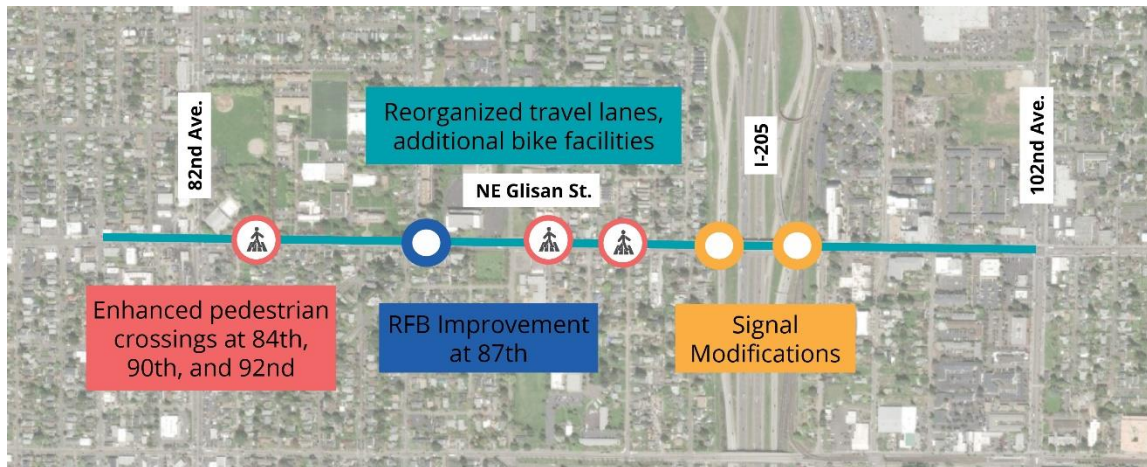 Reorganized travel lanes,
additional bike facilities
82nd Ave.
NE Glisan St.
I-205
102nd Ave.
Enhanced pedestrian
crossings at 84th,
90th, and 92nd
RFB Improvement
at 87th
Signal
Modifications